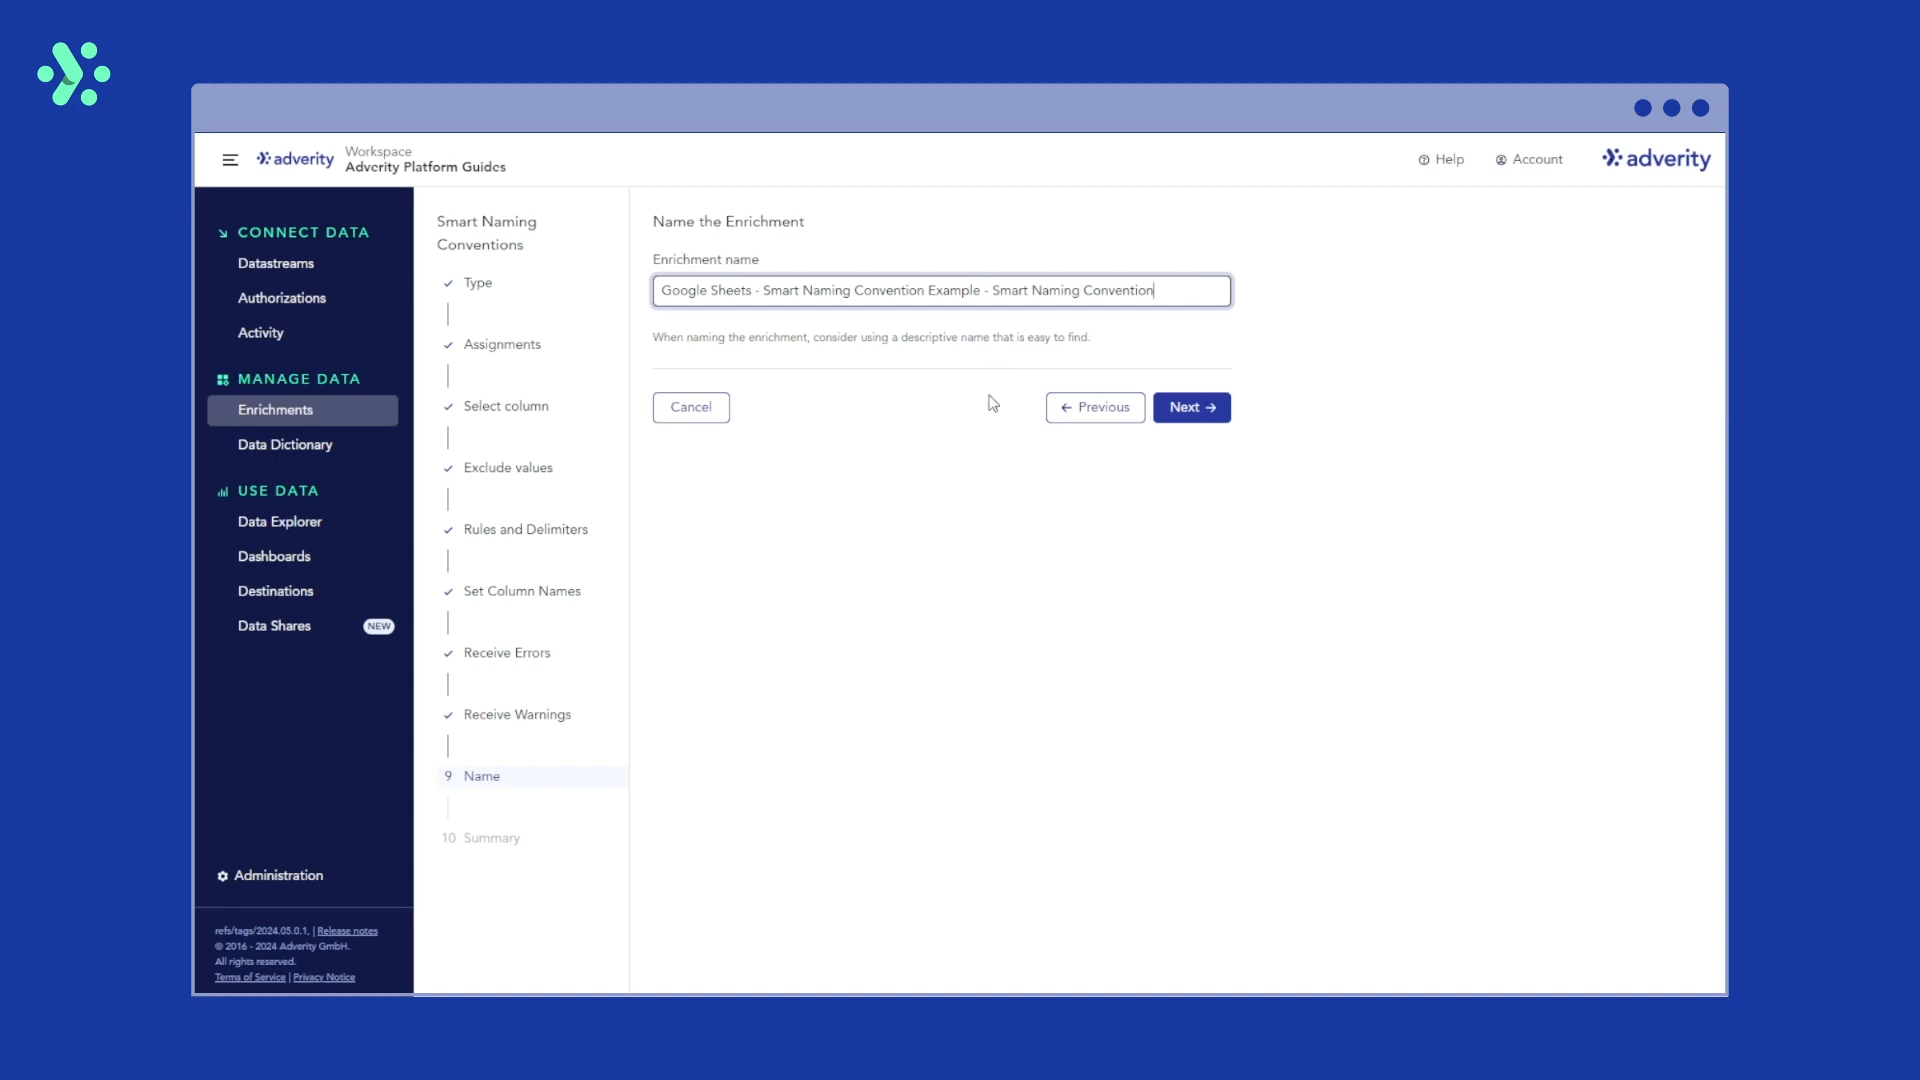 adverity
Workspace
Adverity Platform Guides
Help
Account
adverity
CONNECT DATA
Datastreams
Authorizations
Activity
MANAGE DATA
Enrichments
Data Dictionary
USE DATA
Data Explorer
Dashboards
Destinations
Data Shares NEW
Administration
refs/tags/2024.05.0.1, | Release notes
© 2016 - 2024 Adverity GmbH.
All rights reserved.
Terms of Service | Privacy Notice
Smart Naming
Conventions
Type
Assignments
Select column
Exclude values
Rules and Delimiters
Set Column Names
Receive Errors
Receive Warnings
9 Name
10 Summary
Name the Enrichment
Enrichment name
Google Sheets - Smart Naming Convention Example - Smart Naming Convention
When naming the enrichment, consider using a descriptive name that is easy to find.
Cancel
← Previous
Next →